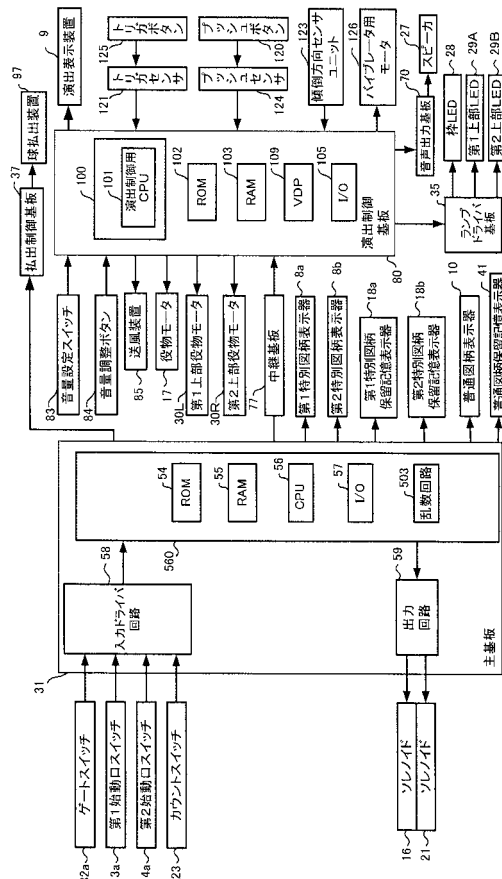 32a
ゲートスイッチ
3a
第1始動口スイッチ
4a
第2始動口スイッチ
23
カウントスイッチ
16
ソレノイド
21
ソレノイド
31
58
入力ドライバ
回路
59
出力
回路
主基板
560
54
ROM
55
RAM
56
CPU
57
I/O
503
乱数回路
37
払出制御基板
97
球払出装置
83
音量設定スイッチ
84
音量調整ボタン
85
送風装置
17
役物モータ
30L
第1上部役物モータ
30R
第2上部役物モータ
77
中継基板
8a
第1特別図柄表示器
8b
第2特別図柄表示器
18a
第1特別図柄
保留記憶表示器
18b
第2特別図柄
保留記憶表示器
10
普通図柄表示器
41
普通図柄保留記憶表示器
80
演出制御
基板
100
101
演出制御用
CPU
102
ROM
103
RAM
109
VDP
105
I/O
9
演出表示装置
125
トリガボタン
121
トリガセンサ
120
プッシュボタン
124
プッシュセンサ
123
傾倒方向センサ
ユニット
126
バイブレータ用
モータ
70
音声出力基板
27
スピーカ
35
ランプ
ドライバ
基板
28
枠LED
29A
第1上部LED
29B
第2上部LED